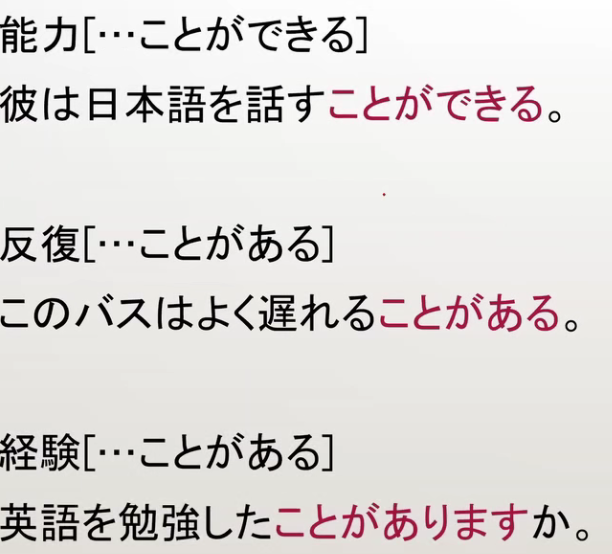 能力[…ことができる]
彼は日本語を話すことができる。
反復[…ことがある]
このバスはよく遅れることがある。
経験[…ことがある]
英語を勉強したことがありますか。